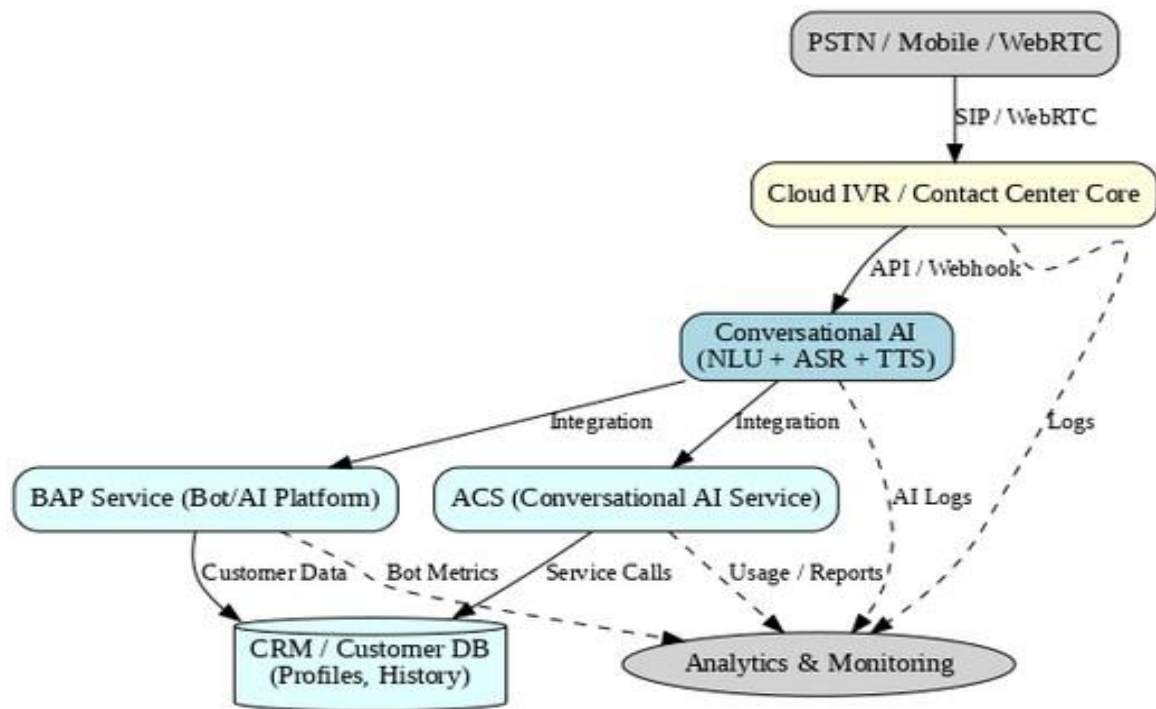 PSTN / Mobile / WebRTC
SIP / WebRTC
Cloud IVR / Contact Center Core
API / Webhook
Conversational AI
(NLU + ASR + TTS)
Integration
Integration
Logs
BAP Service (Bot/AI Platform)
ACS (Conversational AI Service)
AI Logs
Customer Data
Bot Metrics
Service Calls
Usage / Reports
CRM / Customer DB
(Profiles, History)
Analytics & Monitoring